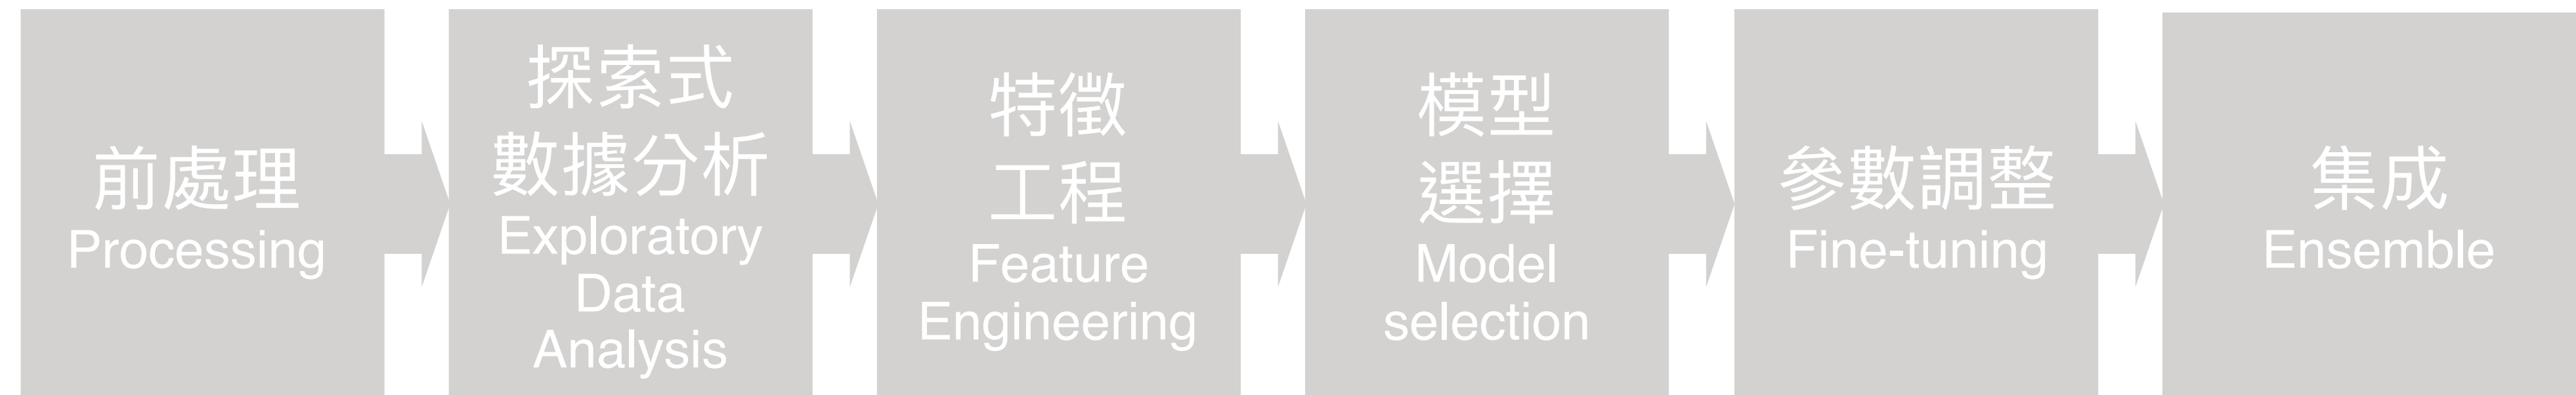 前處理
Processing
探索式
數據分析
Exploratory
Data
Analysis
特徵
工程
Feature
Engineering
模型
選擇
Model
selection
參數調整
Fine-tuning
集成
Ensemble